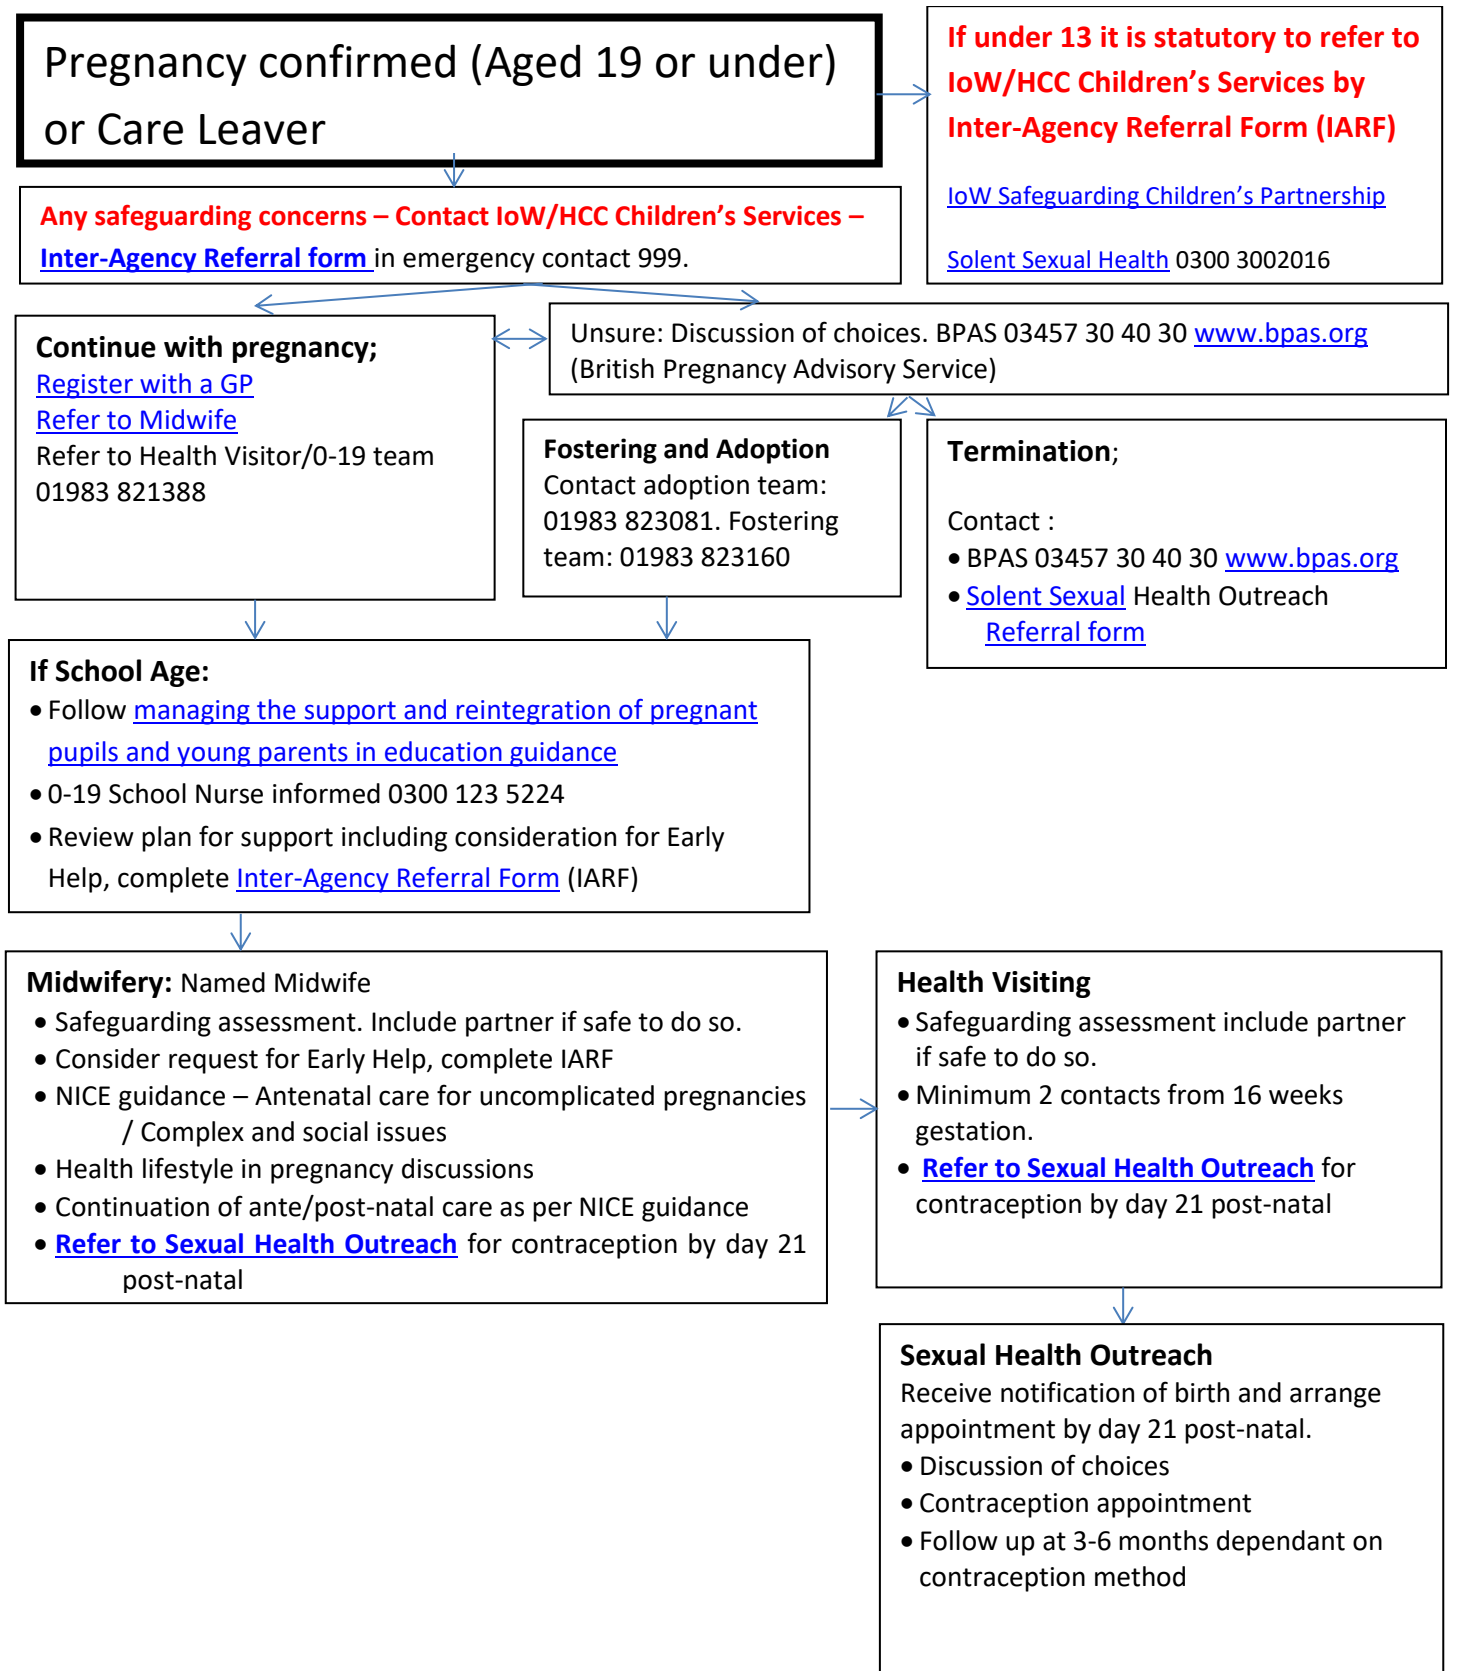 Pregnancy confirmed (Aged 19 or under)
or Care Leaver
If under 13 it is statutory to refer to
IoW/HCC Children’s Services by
Inter-Agency Referral Form (IARF)
IoW Safeguarding Children’s Partnership
Solent Sexual Health 0300 3002016
Any safeguarding concerns – Contact IoW/HCC Children’s Services –
Inter-Agency Referral form in emergency contact 999.
Continue with pregnancy;
Register with a GP
Refer to Midwife
Refer to Health Visitor/0-19 team
01983 821388
Unsure: Discussion of choices. BPAS 03457 30 40 30 www.bpas.org
(British Pregnancy Advisory Service)
Fostering and Adoption
Contact adoption team:
01983 823081. Fostering
team: 01983 823160
Termination;
Contact :
• BPAS 03457 30 40 30 www.bpas.org
• Solent Sexual Health Outreach
Referral form
If School Age:
• Follow managing the support and reintegration of pregnant
pupils and young parents in education guidance
• 0-19 School Nurse informed 0300 123 5224
• Review plan for support including consideration for Early
Help, complete Inter-Agency Referral Form (IARF)
Midwifery: Named Midwife
• Safeguarding assessment. Include partner if safe to do so.
• Consider request for Early Help, complete IARF
• NICE guidance – Antenatal care for uncomplicated pregnancies
/ Complex and social issues
• Health lifestyle in pregnancy discussions
• Continuation of ante/post-natal care as per NICE guidance
• Refer to Sexual Health Outreach for contraception by day 21
post-natal
Health Visiting
• Safeguarding assessment include partner
if safe to do so.
• Minimum 2 contacts from 16 weeks
gestation.
• Refer to Sexual Health Outreach for
contraception by day 21 post-natal
Sexual Health Outreach
Receive notification of birth and arrange
appointment by day 21 post-natal.
• Discussion of choices
• Contraception appointment
• Follow up at 3-6 months dependant on
contraception method